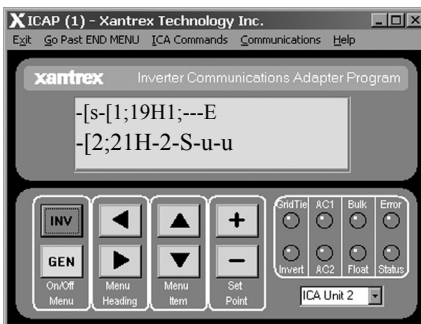 ICAP (1) - Xantrex Technology Inc.
Exit Go Past END MENU ICA Commands Communications Help
xantrex Inverter Communications Adapter Program
-[s-[1;19H1;---E
-[2;21H-2-S-u-u
INV
GEN
On/Off Menu
Menu Heading
Menu Item
+
-
Set Point
GridTie AC1 Bulk Error
Invert AC2 Float Status
ICA Unit 2